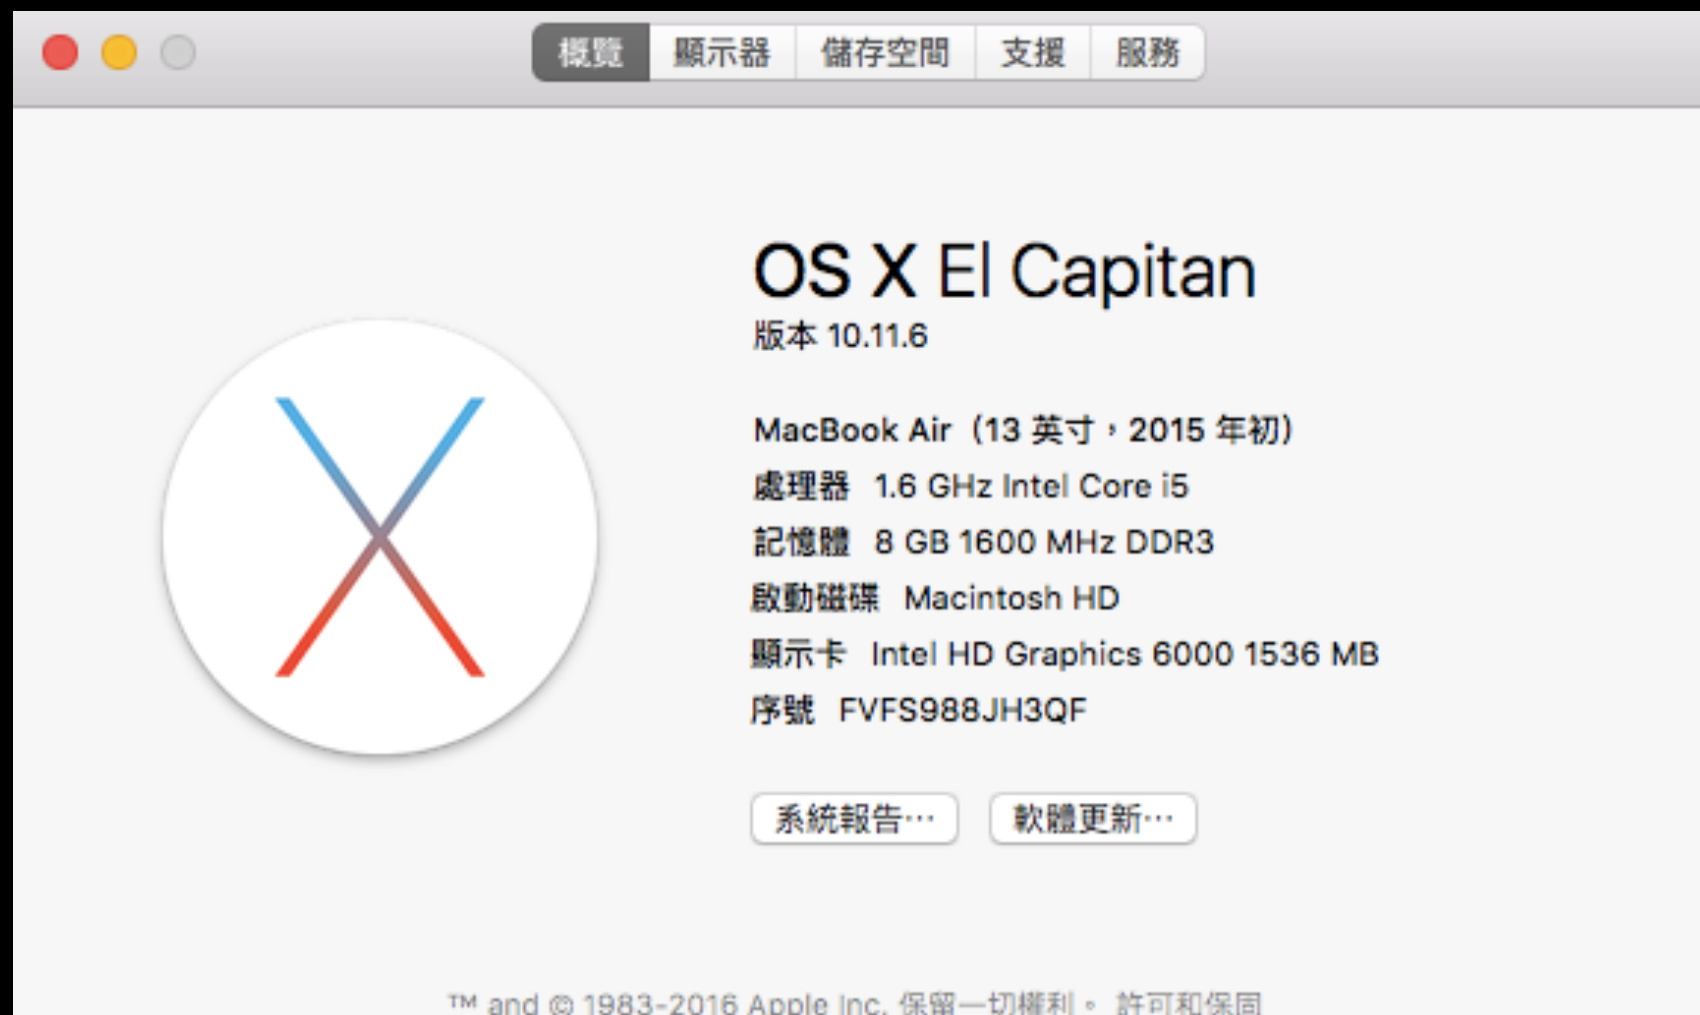 概覽 顯示器 儲存空間 支援 服務
OS X El Capitan
版本 10.11.6
MacBook Air（13 英寸，2015 年初）
處理器 1.6 GHz Intel Core i5
記憶體 8 GB 1600 MHz DDR3
啟動磁碟 Macintosh HD
顯示卡 Intel HD Graphics 6000 1536 MB
序號 FVFS988JH3QF
系統報告⋯ 軟體更新⋯
™ and © 1983-2016 Apple Inc. 保留一切權利。 許可和保固